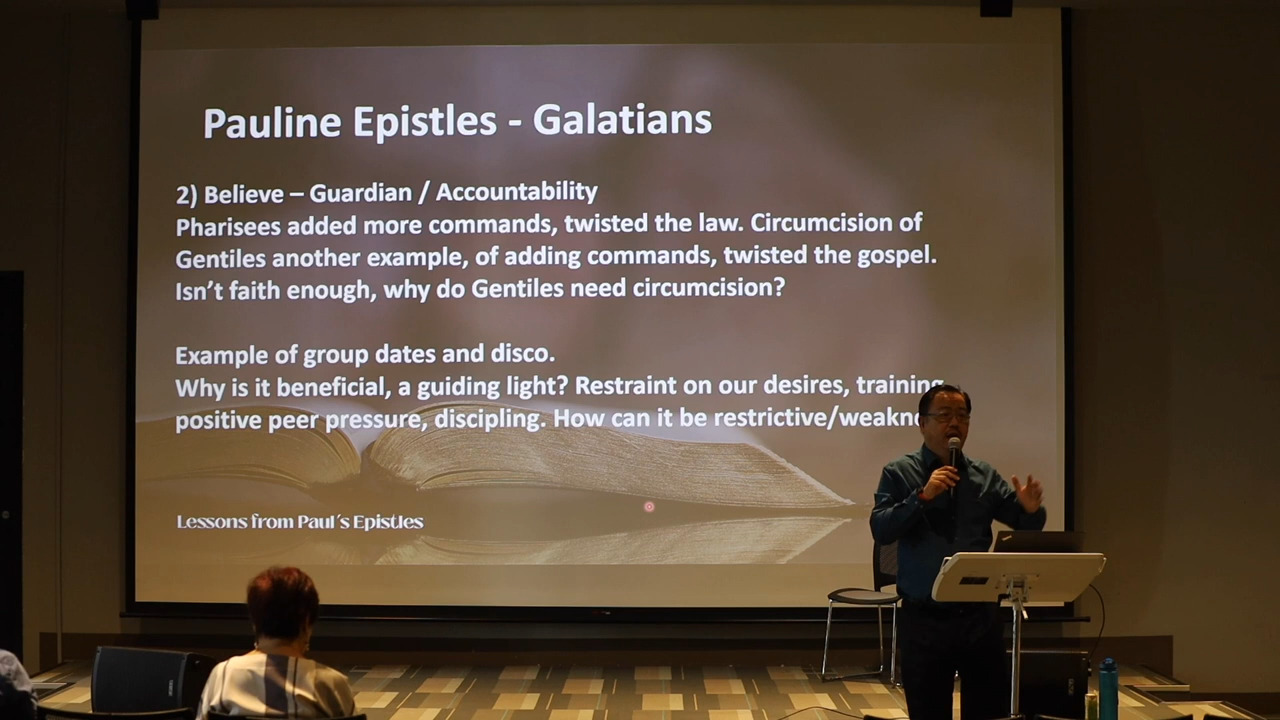 Pauline Epistles - Galatians
2) Believe – Guardian / Accountability
Pharisees added more commands, twisted the law. Circumcision of
Gentiles another example, of adding commands, twisted the gospel.
Isn't faith enough, why do Gentiles need circumcision?
Example of group dates and disco.
Why is it beneficial, a guiding light? Restraint on our desires, training
positive peer pressure, discipling. How can it be restrictive/
Lessons from Paul's Epistles